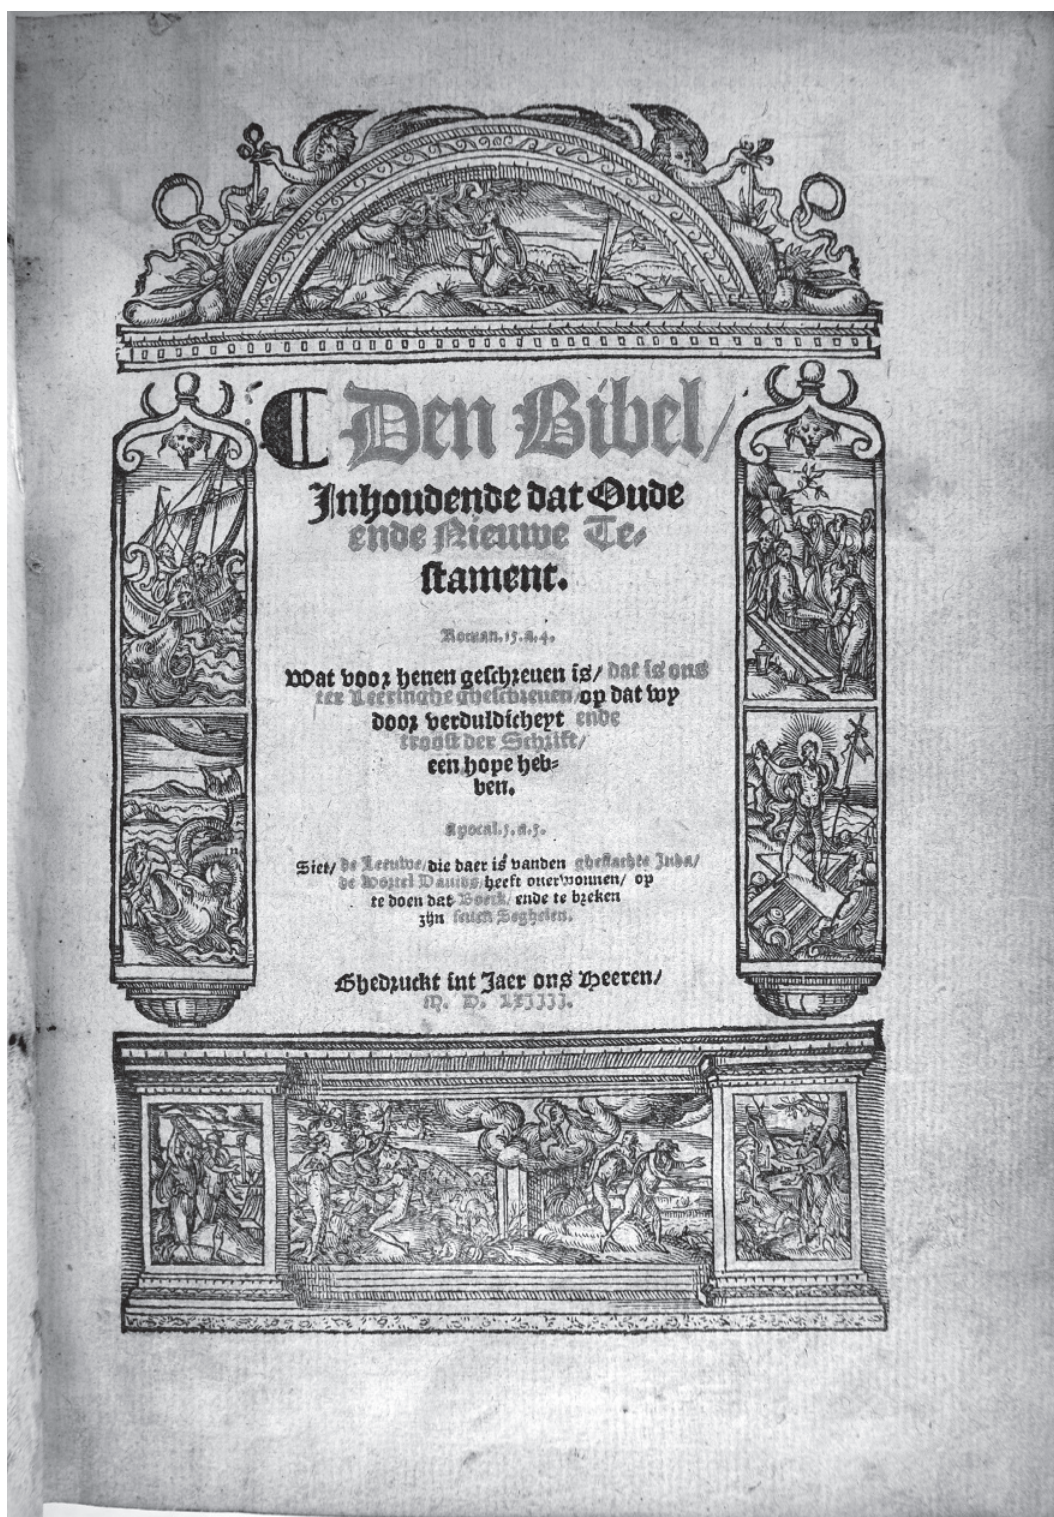 ¶ Den Bibel/
Inhoudende dat Oude
ende Nieuwe Te-
stament.
Roman.15.a.4.
Wat voor henen geschreuen is/ dat is ons
ter Leeringhe gheschreuen/ op dat wy
door verduldicheyt ende
troost der Schrift/
een hope heb-
ben.
Apocal.5.a.5.
Siet/ de Leeuwe/ die daer is vanden gheslachte Juda/
de Wortel Dauids/ heeft ouerwonnen/ op
te doen dat Boeck/ ende te breken
zijn seuen Seghelen.
Ghedruckt int Jaer ons Heeren/
M. D. LXIIII.